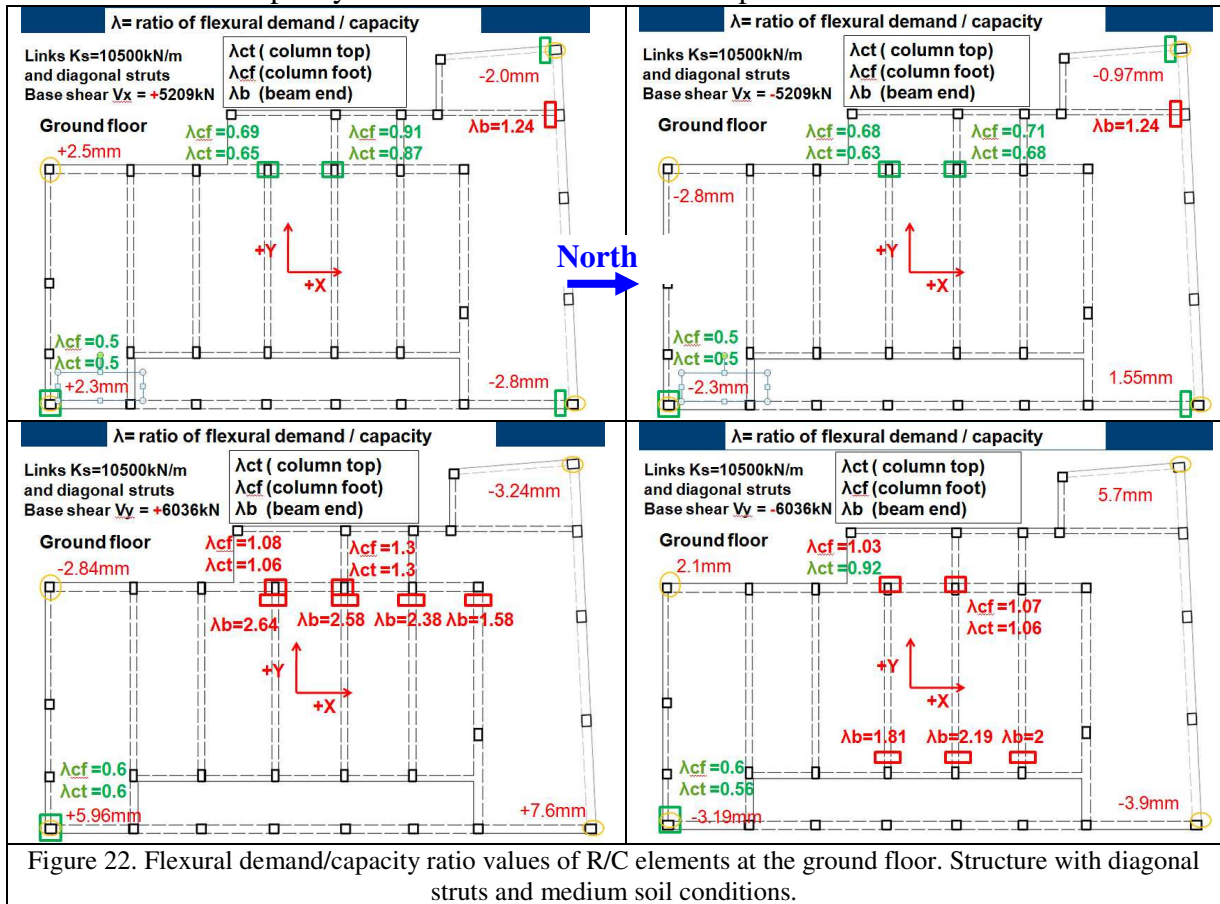 λ= ratio of flexural demand / capacity
Links Ks=10500kN/m
and diagonal struts
Base shear Vx = +5209kN
λct ( column top)
λcf (column foot)
λb (beam end)
Ground floor
-2.0mm
λb=1.24
λcf=0.69
λct=0.65
λcf=0.91
λct=0.87
+2.5mm
+Y
+X
λcf =0.5
λct =0.5
+2.3mm
-2.8mm
λ= ratio of flexural demand / capacity
Links Ks=10500kN/m
and diagonal struts
Base shear Vx = -5209kN
λct ( column top)
λcf (column foot)
λb (beam end)
Ground floor
-0.97mm
λb=1.24
λcf=0.68
λct=0.63
λcf=0.71
λct=0.68
-2.8mm
+Y
+X
λcf =0.5
λct =0.5
-2.3mm
1.55mm
North
λ= ratio of flexural demand / capacity
Links Ks=10500kN/m
and diagonal struts
Base shear Vy = +6036kN
λct ( column top)
λcf (column foot)
λb (beam end)
Ground floor
-3.24mm
λcf =1.08
λct =1.06
λcf =1.3
λct =1.3
-2.84mm
λb=2.64
λb=2.58
λb=2.38
λb=1.58
+Y
+X
λcf =0.6
λct =0.6
+5.96mm
+7.6mm
λ= ratio of flexural demand / capacity
Links Ks=10500kN/m
and diagonal struts
Base shear Vy = -6036kN
λct ( column top)
λcf (column foot)
λb (beam end)
Ground floor
5.7mm
λcf =1.03
λct =0.92
2.1mm
λcf =1.07
λct =1.06
+Y
+X
λb=1.81
λb=2.19
λb=2
λcf =0.6
λct =0.56
-3.19mm
-3.9mm
Figure 22. Flexural demand/capacity ratio values of R/C elements at the ground floor. Structure with diagonal
struts and medium soil conditions.